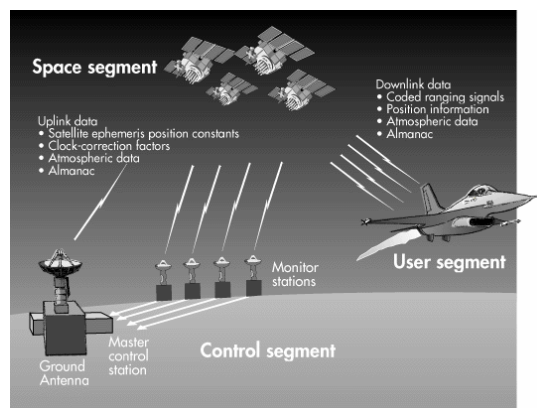 Space segment
Downlink data
• Coded ranging signals
• Position information
• Atmospheric data
• Almanac
Uplink data
• Satellite ephemeris position constants
• Clock-correction factors
• Atmospheric data
• Almanac
User segment
Monitor
stations
Master
control
station
Control segment
Ground
Antenna